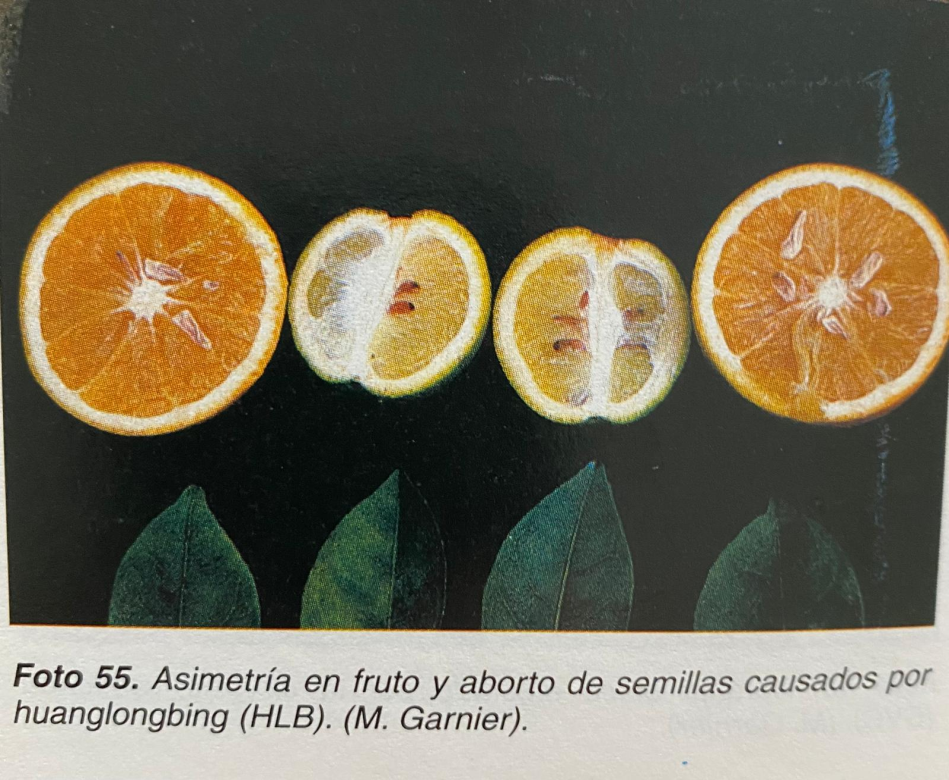 Foto 55. Asimetría en fruto y aborto de semillas causados por
huanglongbing (HLB). (M. Garnier).